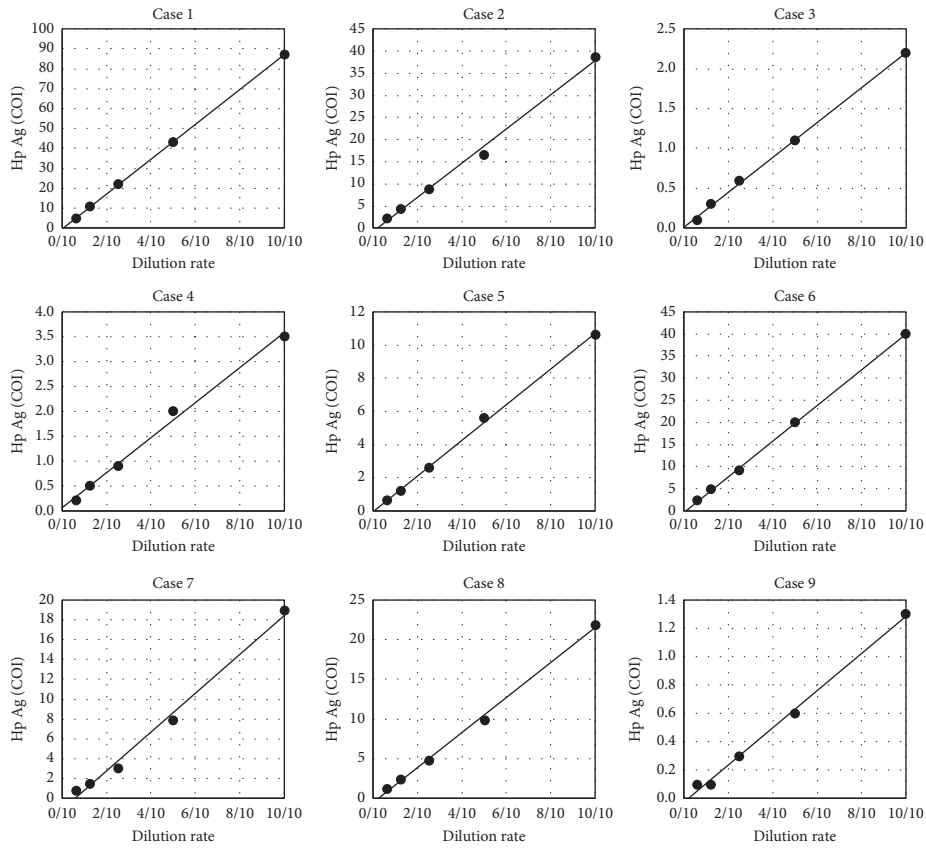 Case 1
100
90
80
70
60
50
40
30
20
10
0
Hp Ag (COI)
0/10 2/10 4/10 6/10 8/10 10/10
Dilution rate
Case 2
45
40
35
30
25
20
15
10
5
0
Hp Ag (COI)
0/10 2/10 4/10 6/10 8/10 10/10
Dilution rate
Case 3
2.5
2.0
1.0
1.0
0.5
0.0
Hp Ag (COI)
0/10 2/10 4/10 6/10 8/10 10/10
Dilution rate
Case 4
4.0
3.5
3.0
2.5
2.0
1.5
1.0
0.5
0.0
Hp Ag (COI)
0/10 2/10 4/10 6/10 8/10 10/10
Dilution rate
Case 5
12
10
8
6
4
2
0
Hp Ag (COI)
0/10 2/10 4/10 6/10 8/10 10/10
Dilution rate
Case 6
45
40
35
30
25
20
15
10
5
0
Hp Ag (COI)
0/10 2/10 4/10 6/10 8/10 10/10
Dilution rate
Case 7
20
18
16
14
12
10
8
6
4
2
0
Hp Ag (COI)
0/10 2/10 4/10 6/10 8/10 10/10
Dilution rate
Case 8
25
20
15
10
5
0
Hp Ag (COI)
0/10 2/10 4/10 6/10 8/10 10/10
Dilution rate
Case 9
1.4
1.2
1.0
0.8
0.6
0.4
0.2
0.0
Hp Ag (COI)
0/10 2/10 4/10 6/10 8/10 10/10
Dilution rate